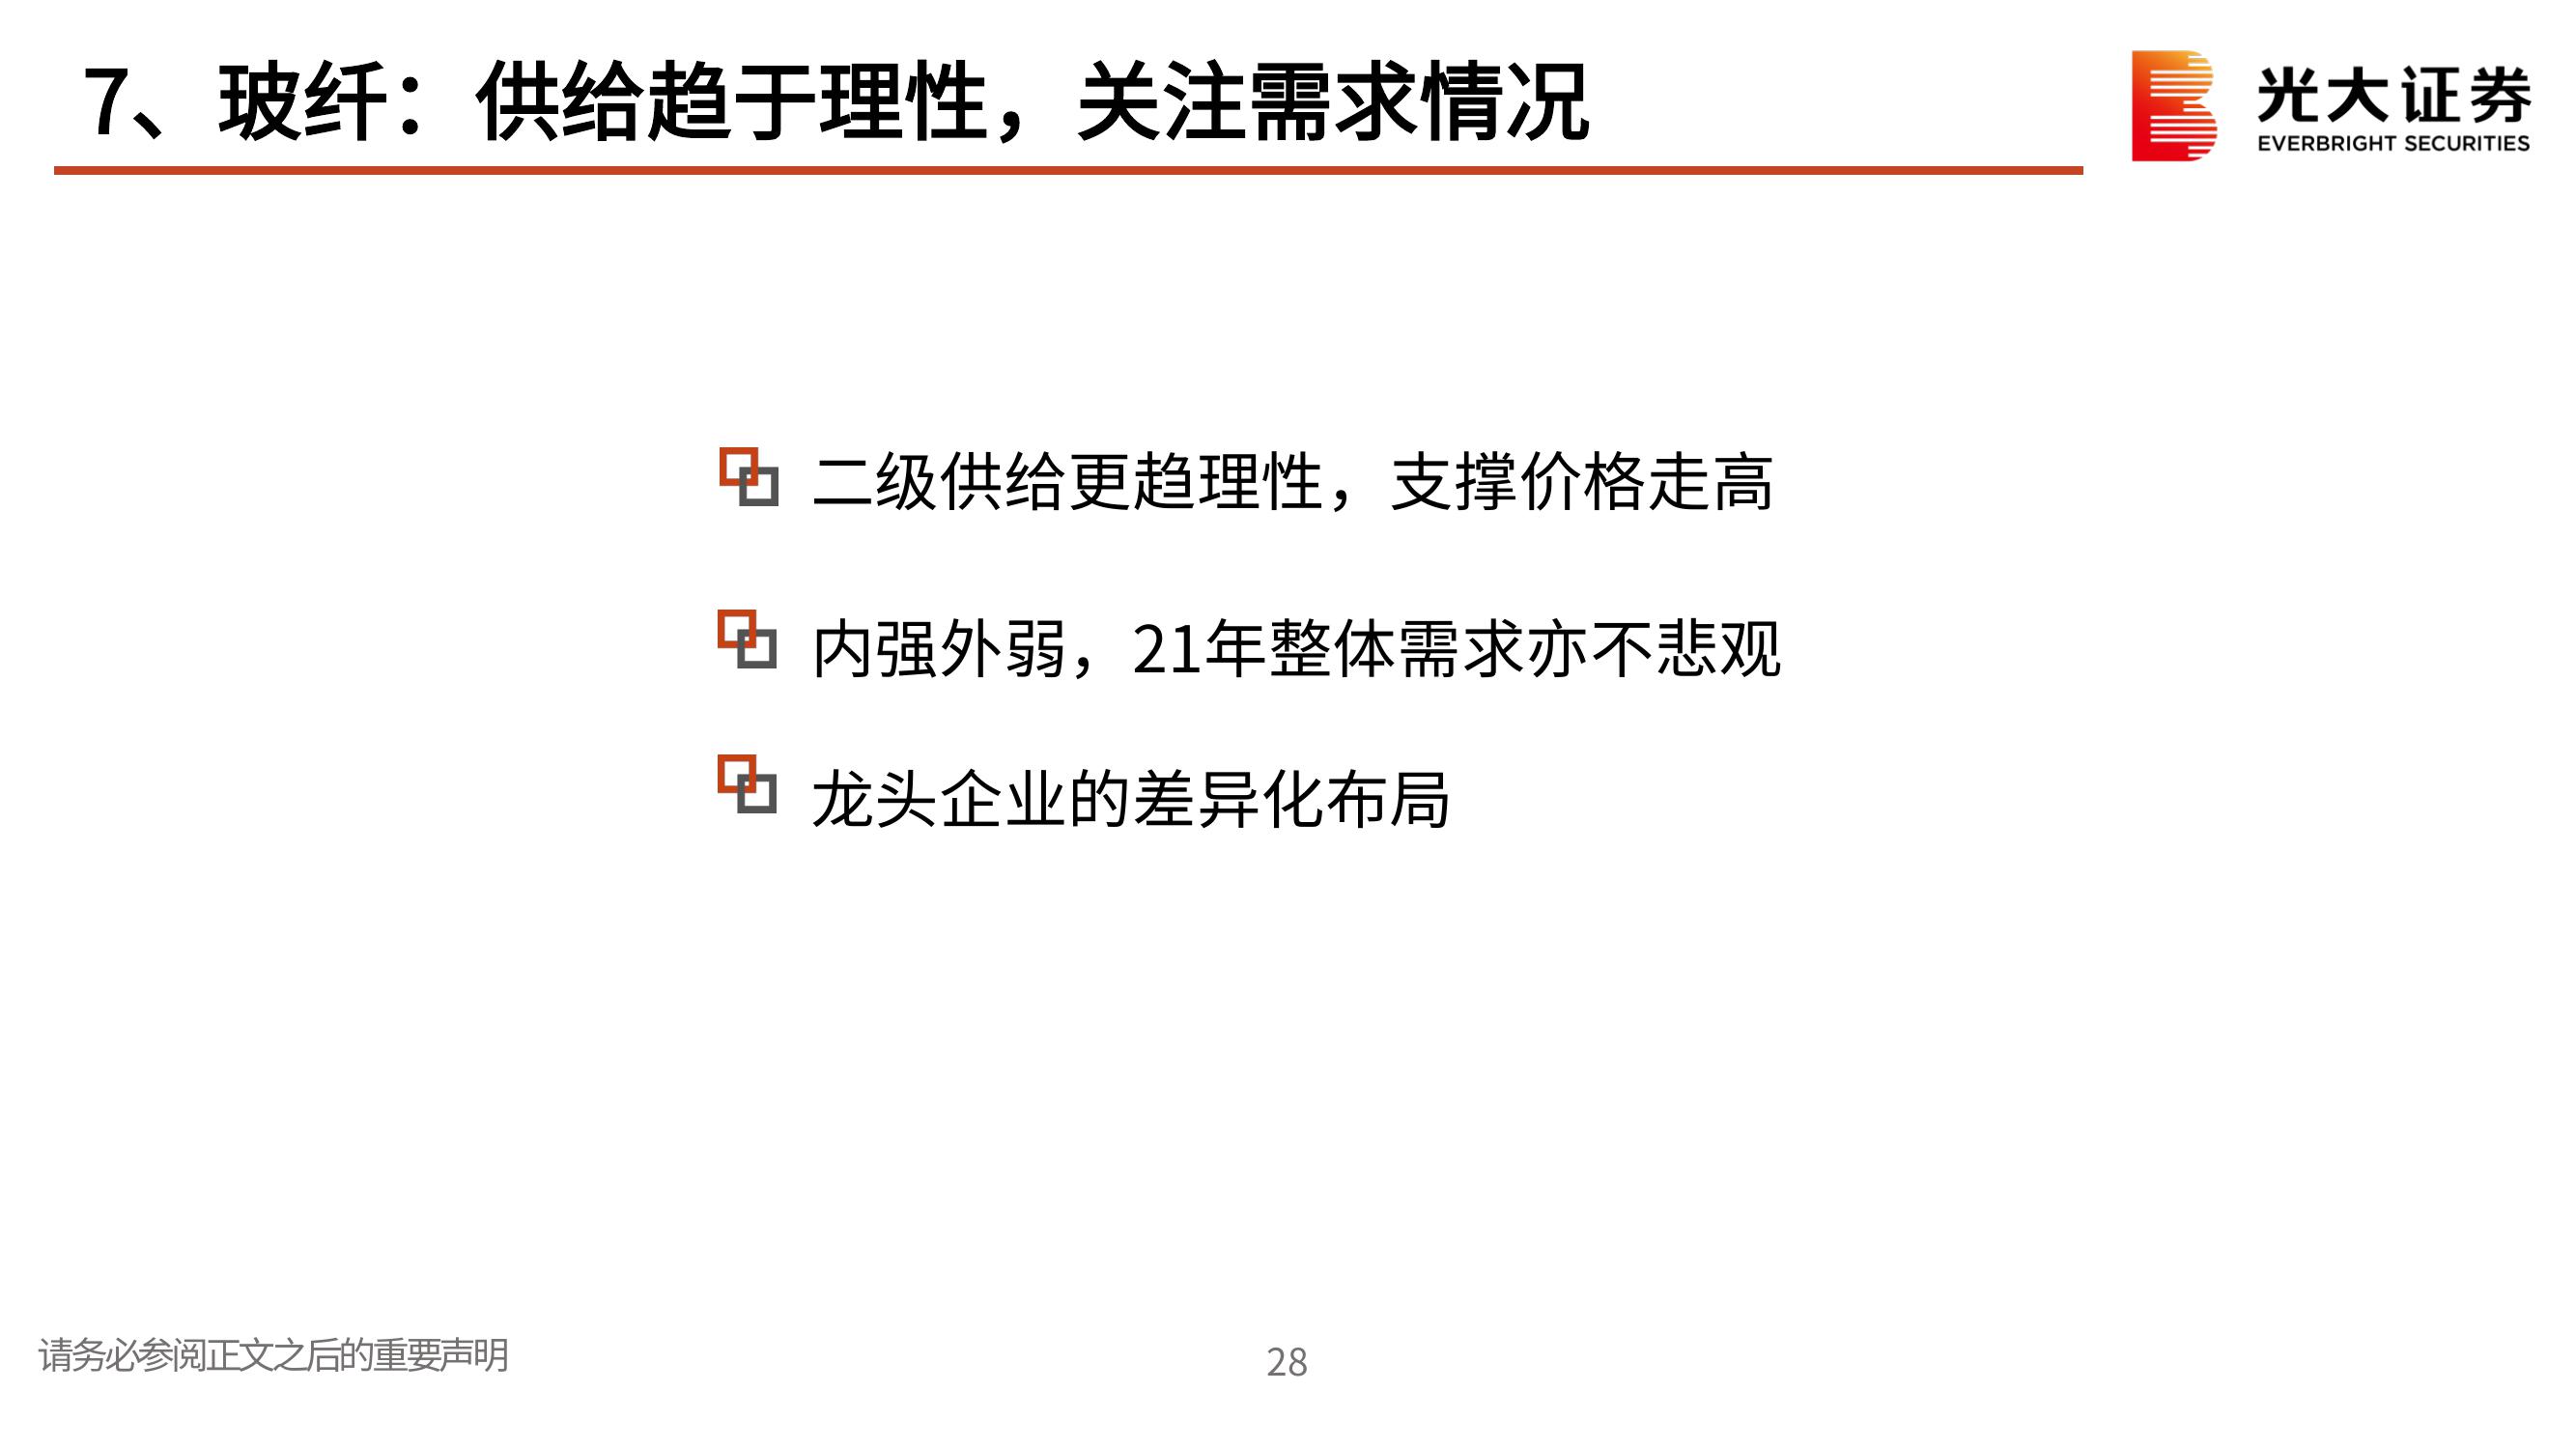 7、玻纤：供给趋于理性，关注需求情况
光大证券
EVERBRIGHT SECURITIES
二级供给更趋理性，支撑价格走高
内强外弱，21年整体需求亦不悲观
龙头企业的差异化布局
请务必参阅正文之后的重要声明
28